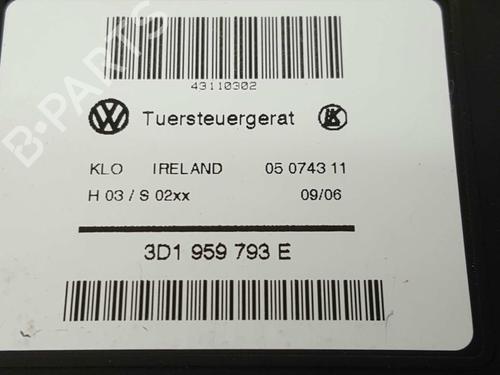 B-PARTS
43110302
Tuersteuergerat
KLO IRELAND 05 0743 11
H 03 / S 02xx 09/06
3D1 959 793 E